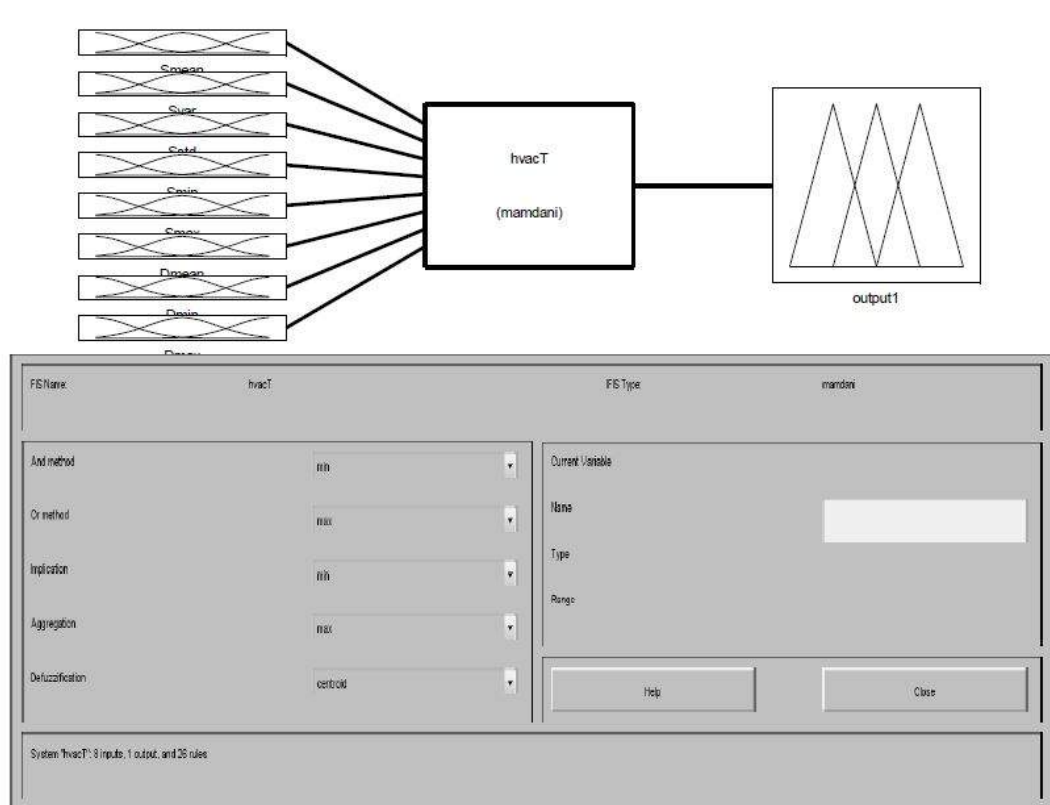 Smean
Svar
Sstd
Smin
Smax
Dmean
Dmin
Dmax
hvacT
(mamdani)
output1
FIS Name: hvacT FIS Type: mamdani
And method min
Or method max
Implication min
Aggregation max
Defuzzification centroid
Current Variable
Name
Type
Range
Help Close
System "hvacT": 8 inputs, 1 output, and 26 rules